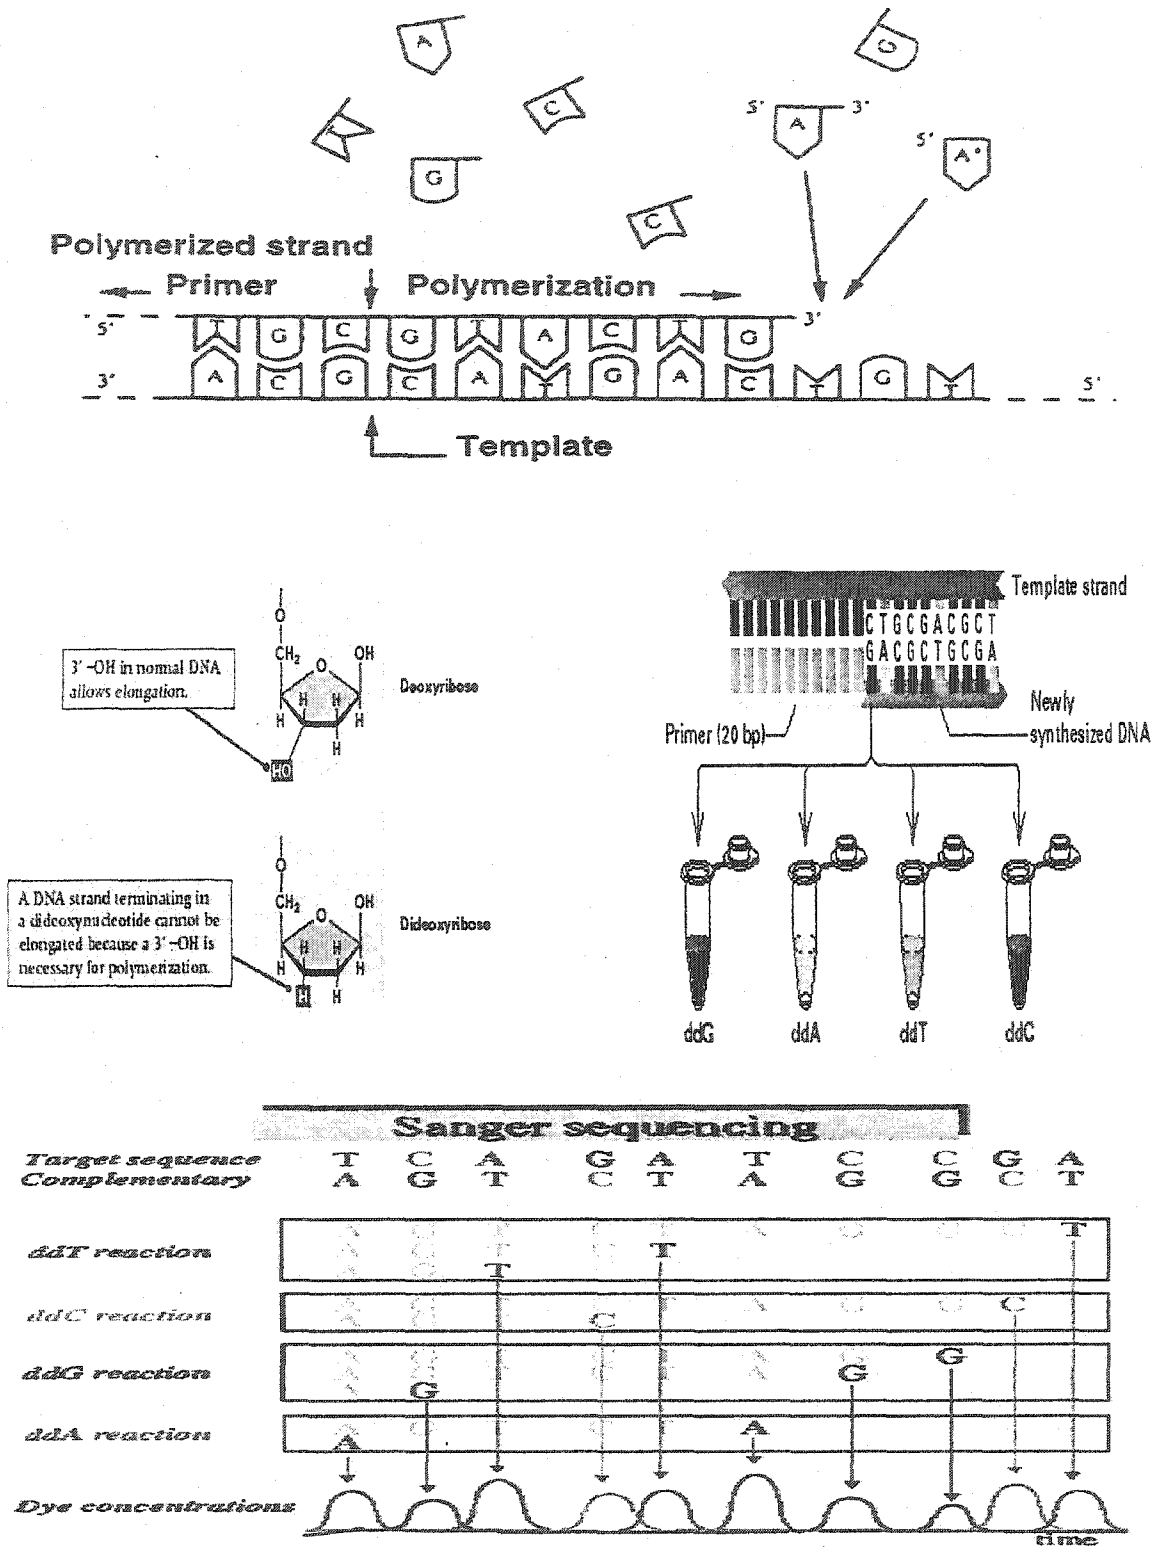 A
G
T
C
5' A 3'
5' A•
G
C
Polymerized strand
Primer
Polymerization
5' T G C G T A C T G 3'
3' A C G C A T G A C T G T 5'
Template
O
CH2
O
OH
3' –OH in normal DNA
allows elongation.
Deoxyribose
H H H H
H
HO
Template strand
CTGCGACGCT
GACGCTGCGA
Newly
synthesized DNA
Primer (20 bp)
O
CH2
O
OH
A DNA strand terminating in
a dideoxynucleotide cannot be
elongated because a 3' –OH is
necessary for polymerization.
Dideoxyribose
H H H H
H H
ddG ddA ddT ddC
Sanger sequencing
Target sequence T C A G A T C C G A
Complementary A G T C T A G G C T
ddT reaction T T T
ddC reaction C C
ddG reaction G G G
ddA reaction A A
Dye concentrations
time